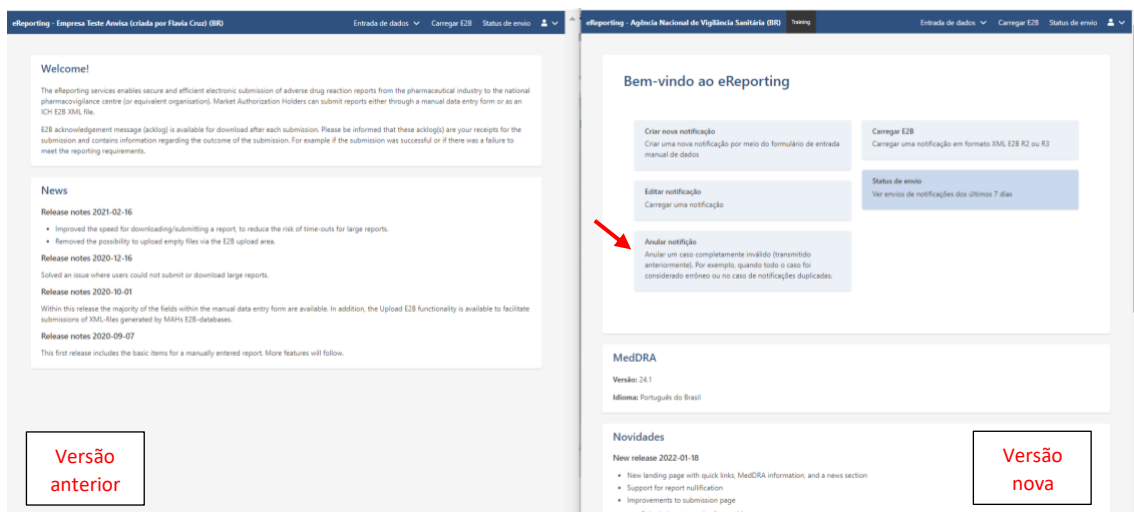 eReporting - Empresa Teste Anvisa (criada por Flavia Cruz) (BR)
Entrada de dados
Carregar E2B
Status de envio
Welcome!
The eReporting services enables secure and efficient electronic submission of adverse drug reaction reports from the pharmaceutical industry to the national
pharmacovigilance centre (or equivalent organisation). Market Authorization Holders can submit reports either through a manual data entry form or as an
ICH E2B XML file.
E2B acknowledgement message (acklog) is available for download after each submission. Please be informed that these acklog(s) are your receipts for the
submission and contains information regarding the outcome of the submission. For example if the submission was successful or if there was a failure to
meet the reporting requirements.
News
Release notes 2021-02-16
• Improved the speed for downloading/submitting a report, to reduce the risk of time-outs for large reports.
• Removed the possibility to upload empty files via the E2B upload area.
Release notes 2020-12-16
Solved an issue where users could not submit or download large reports.
Release notes 2020-10-01
Within this release the majority of the fields within the manual data entry form are available. In addition, the Upload E2B functionality is available to facilitate
submissions of XML-files generated by MAHs E2B-databases.
Release notes 2020-09-07
This first release includes the basic items for a manually entered report. More features will follow.
Versão
anterior
eReporting - Agência Nacional de Vigilância Sanitária (BR)
Training
Entrada de dados
Carregar E2B
Status de envio
Bem-vindo ao eReporting
Criar nova notificação
Criar uma nova notificação por meio do formulário de entrada
manual de dados
Carregar E2B
Carregar uma notificação em formato XML E2B R2 ou R3
Editar notificação
Carregar uma notificação
Status de envio
Ver envios de notificações dos últimos 7 dias
Anular notifição
Anular um caso completamente inválido (transmitido
anteriormente). Por exemplo, quando todo o caso foi
considerado errôneo ou no caso de notificações duplicadas.
MedDRA
Versão: 24.1
Idioma: Português do Brasil
Novidades
New release 2022-01-18
• New landing page with quick links, MedDRA information, and a news section
• Support for report nullification
• Improvements to submission page
Versão
nova